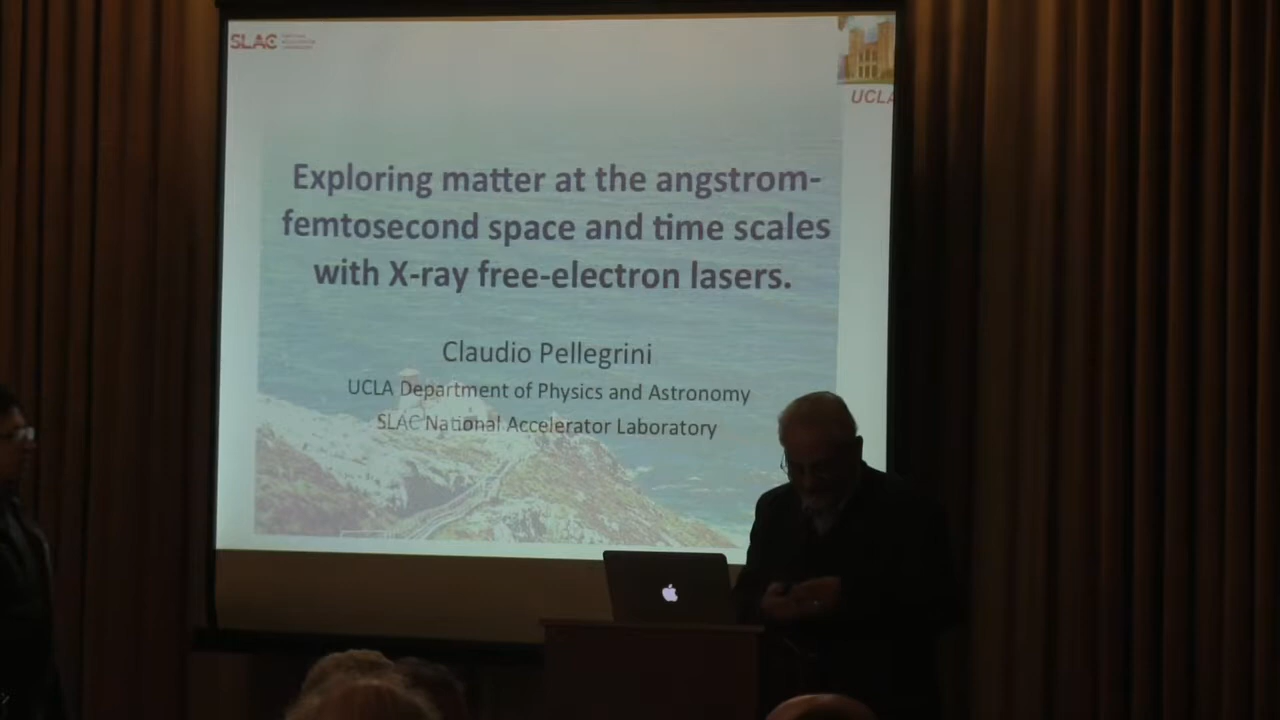 SLAC
UCLA
Exploring matter at the angstrom-
femtosecond space and time scales
with X-ray free-electron lasers.
Claudio Pellegrini
UCLA Department of Physics and Astronomy
SLAC National Accelerator Laboratory